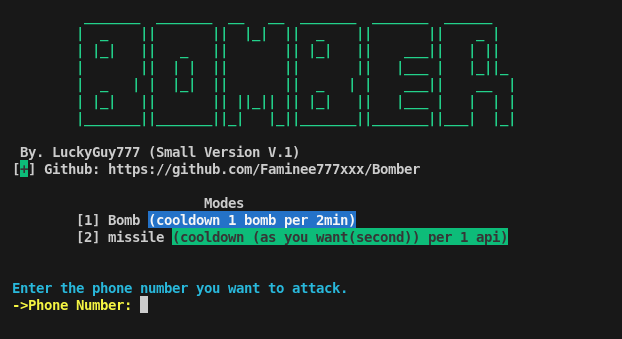 BOMBER
By. LuckyGuy777 (Small Version V.1)
[+] Github: https://github.com/Faminee777xxx/Bomber
Modes
[1] Bomb (cooldown 1 bomb per 2min)
[2] missile (cooldown (as you want(second)) per 1 api)
Enter the phone number you want to attack.
->Phone Number: